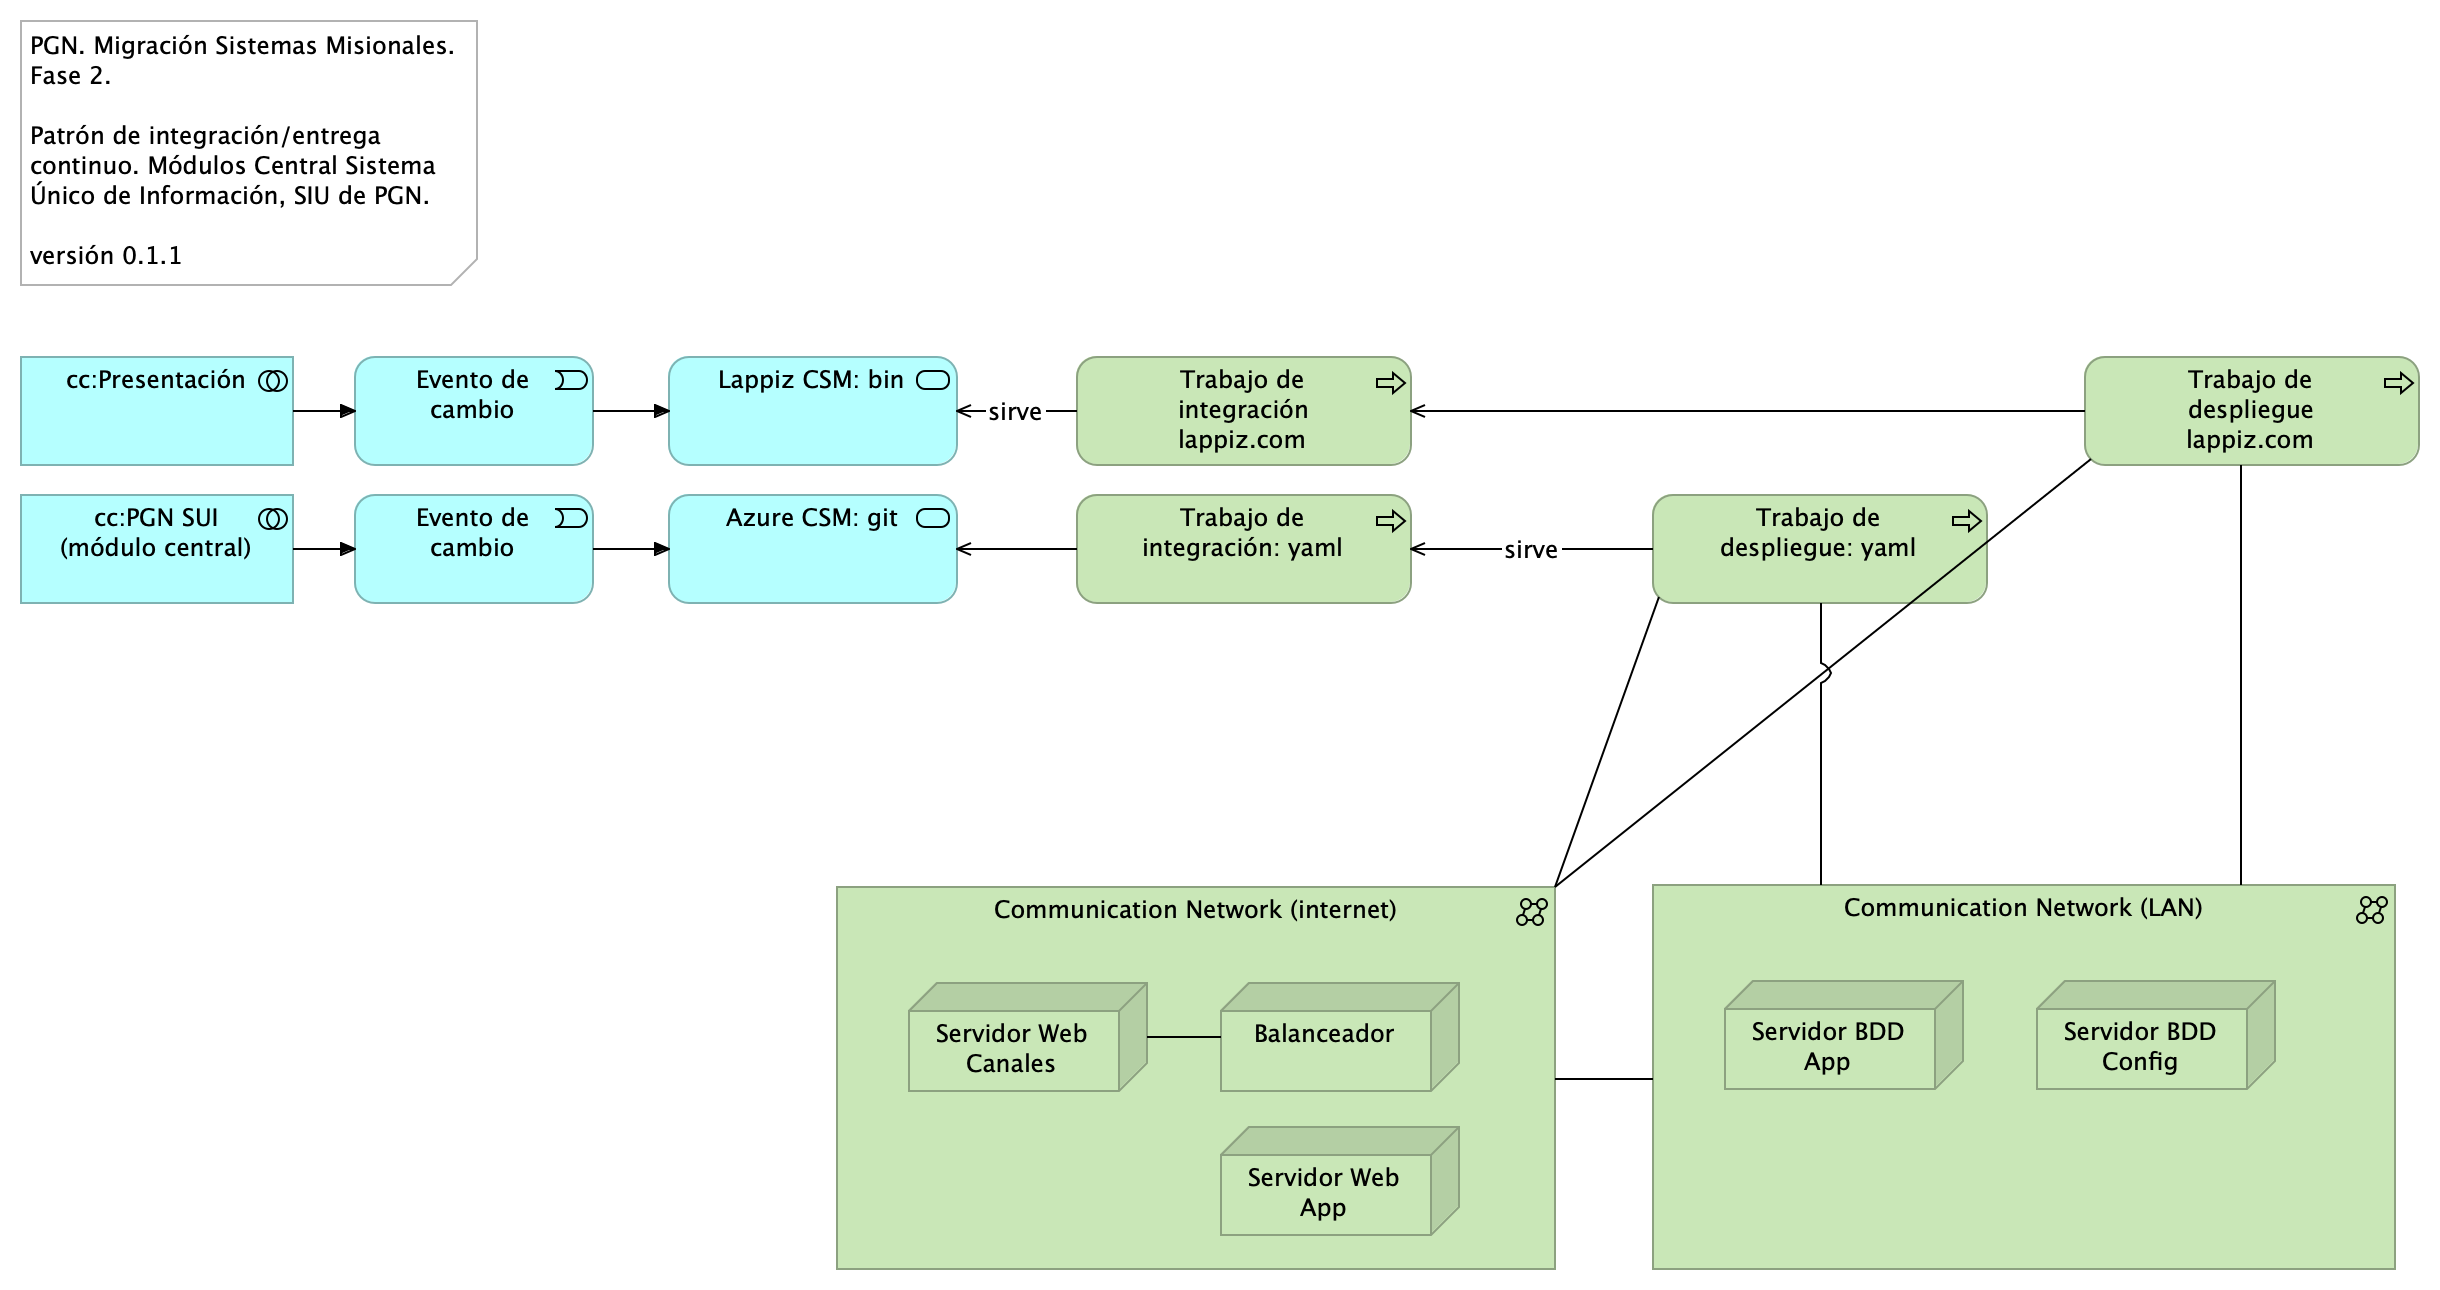 PGN. Migración Sistemas Misionales.
Fase 2.
Patrón de integración/entrega
continuo. Módulos Central Sistema
Único de Información, SIU de PGN.
versión 0.1.1
cc:Presentación
Evento de
cambio
Lappiz CSM: bin
sirve
Trabajo de
integración
lappiz.com
Trabajo de
despliegue
lappiz.com
cc:PGN SUI
(módulo central)
Evento de
cambio
Azure CSM: git
Trabajo de
integración: yaml
sirve
Trabajo de
despliegue: yaml
Communication Network (internet)
Servidor Web
Canales
Balanceador
Servidor Web
App
Communication Network (LAN)
Servidor BDD
App
Servidor BDD
Config